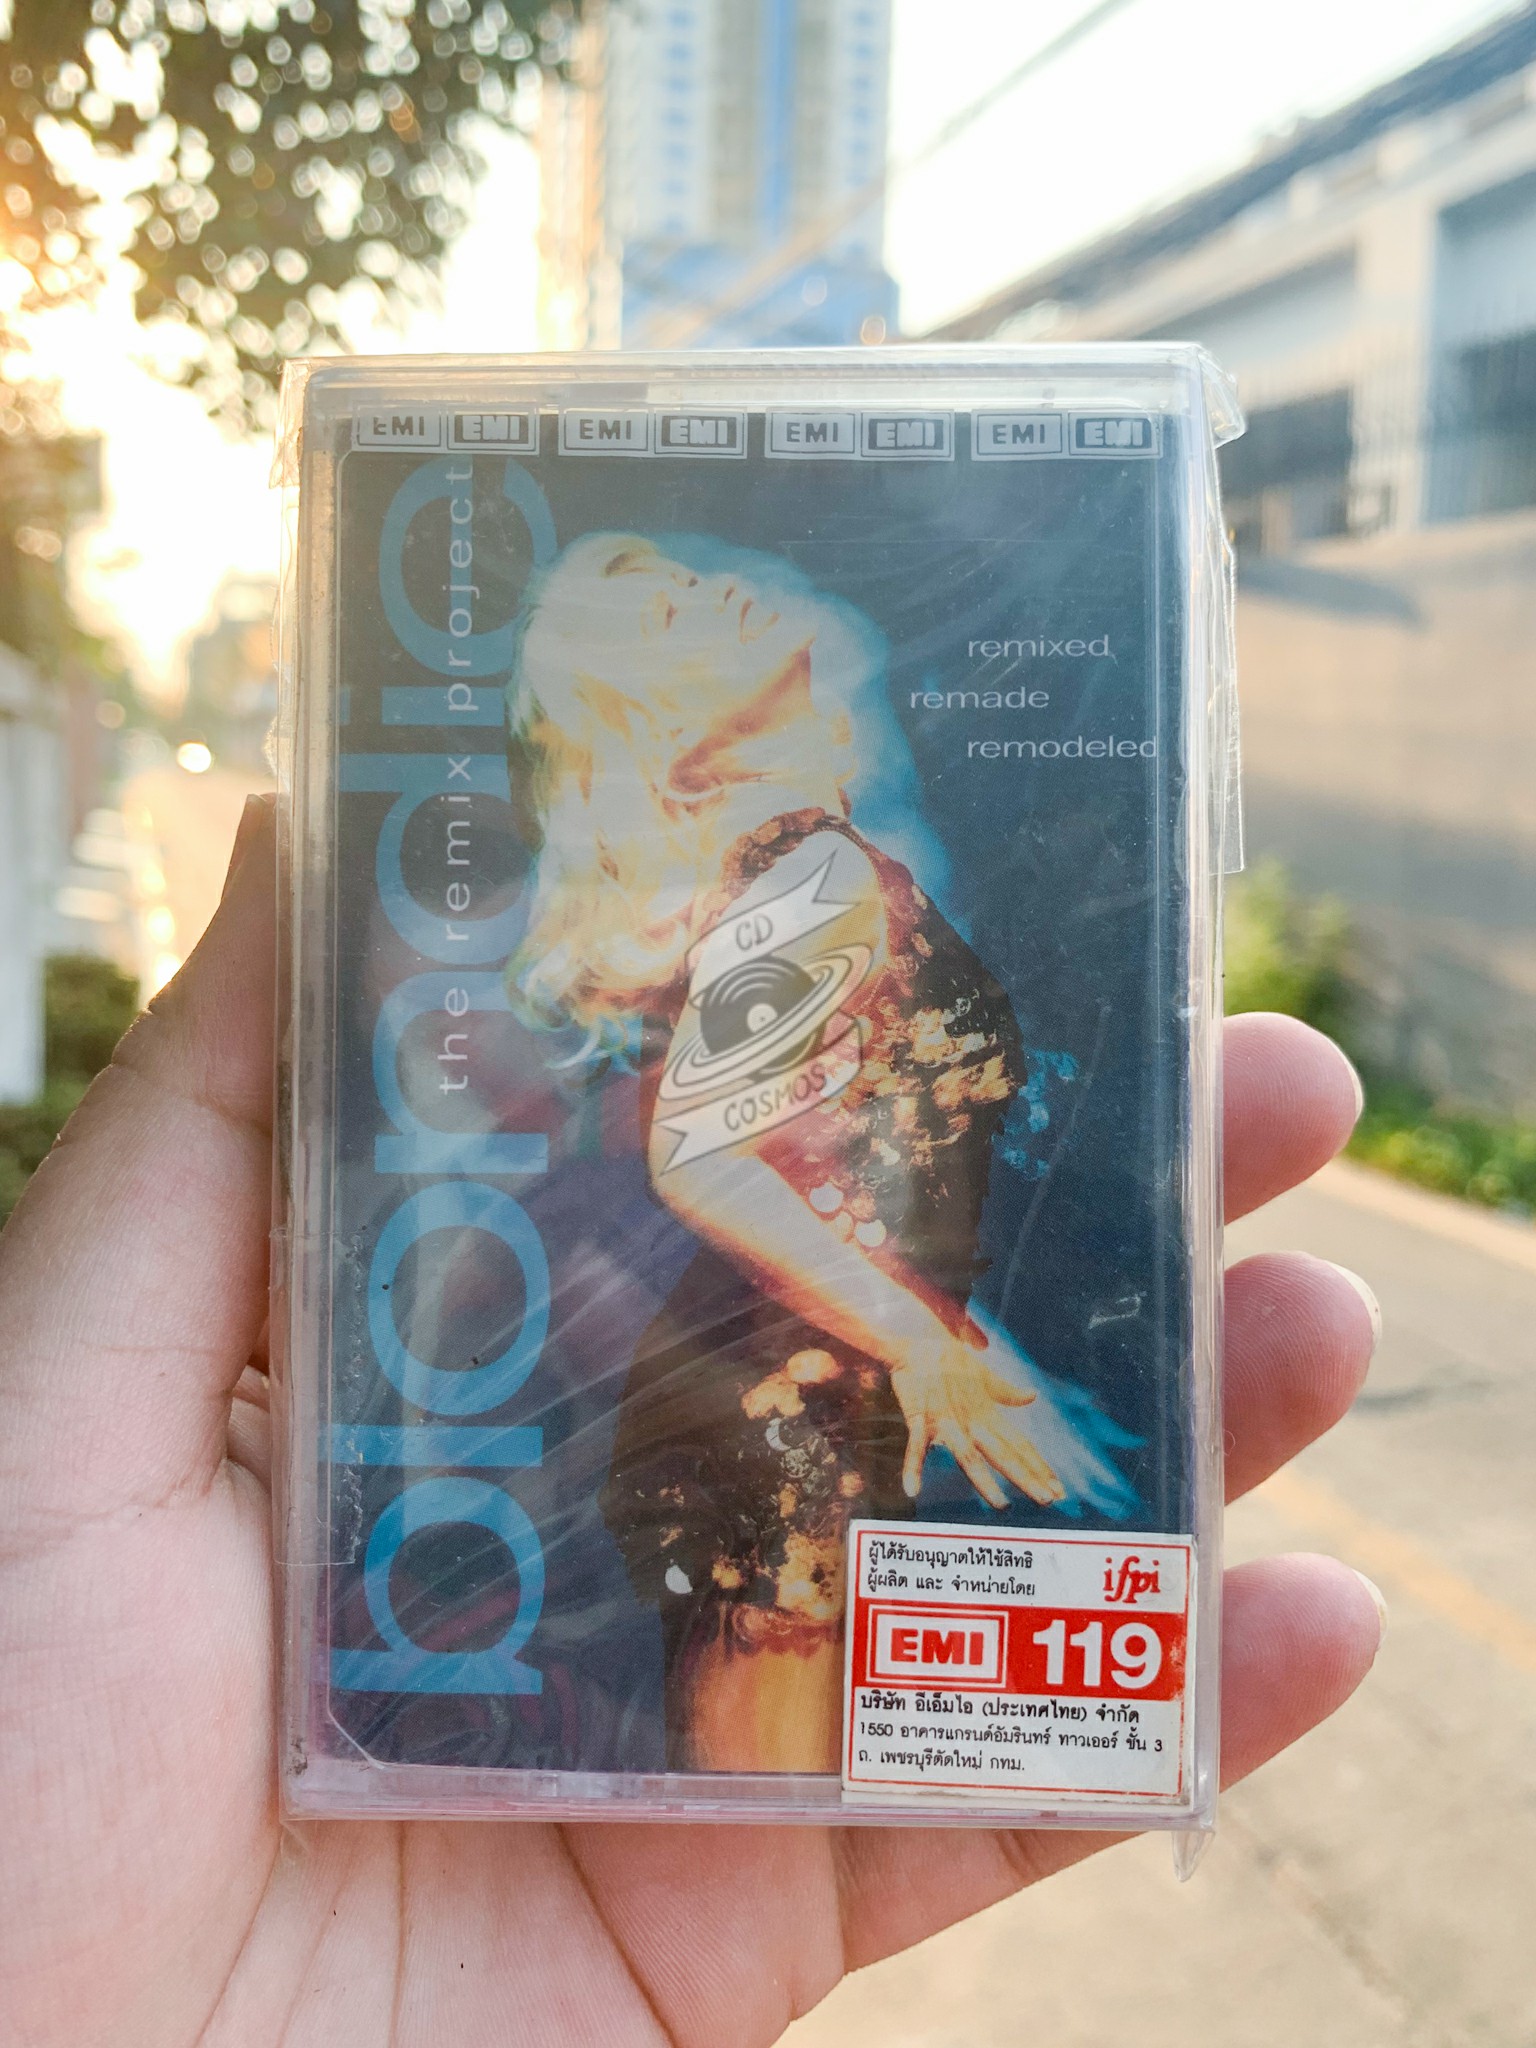 EMI EMI EMI EMI EMI EMI EMI EMI
blondie
the remix project
remixed
remade
remodeled
CD
COSMOS
ผู้ได้รับอนุญาตให้ใช้สิทธิ
ผู้ผลิต และ จำหน่ายโดย
ifpi
EMI 119
บริษัท อีเอ็มไอ (ประเทศไทย) จำกัด
1550 อาคารแกรนด์อัมรินทร์ ทาวเออร์ ชั้น 3
ถ. เพชรบุรีตัดใหม่ กทม.